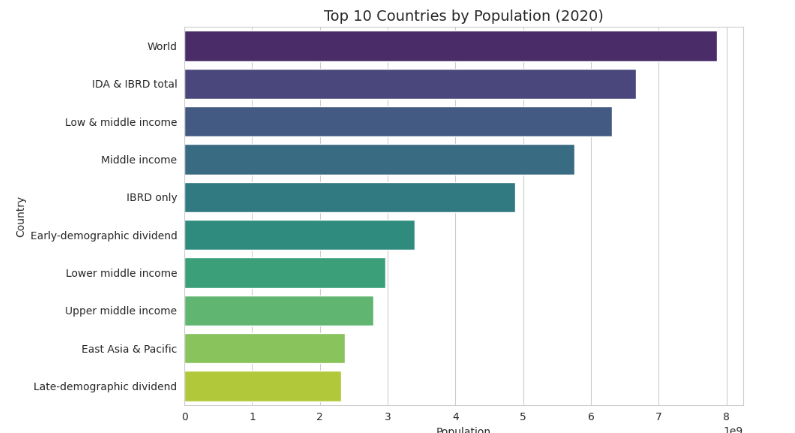 Top 10 Countries by Population (2020)
World
IDA & IBRD total
Low & middle income
Middle income
IBRD only
Early-demographic dividend
Lower middle income
Upper middle income
East Asia & Pacific
Late-demographic dividend
Country
0 1 2 3 4 5 6 7 8
Population
1e9